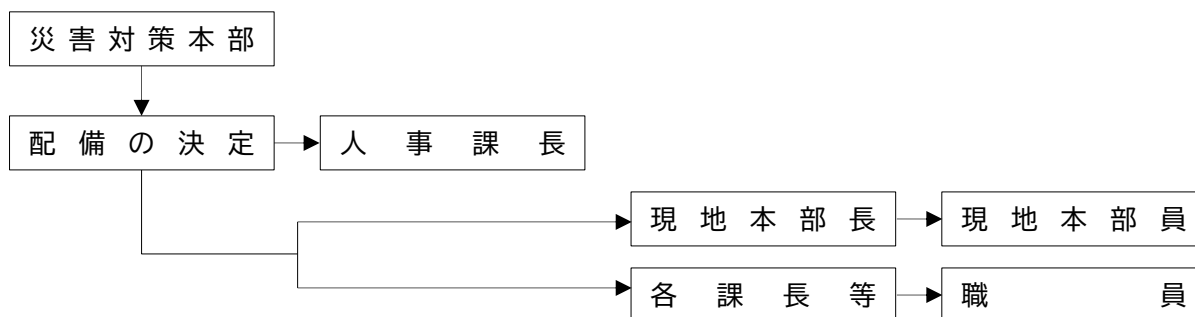 災害対策本部
配備の決定
人事課長
現地本部長
現地本部員
各課長等
職員